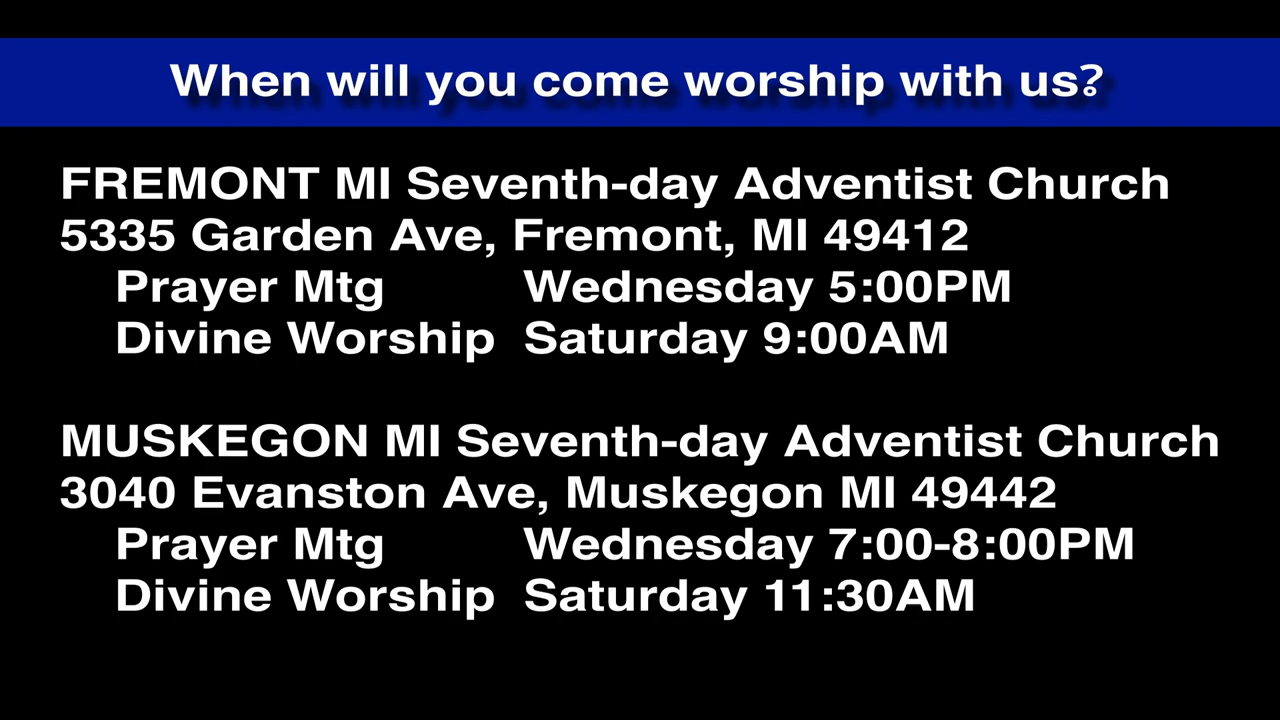 When will you come worship with us?
FREMONT MI Seventh-day Adventist Church
5335 Garden Ave, Fremont, MI 49412
Prayer Mtg Wednesday 5:00PM
Divine Worship Saturday 9:00AM
MUSKEGON MI Seventh-day Adventist Church
3040 Evanston Ave, Muskegon MI 49442
Prayer Mtg Wednesday 7:00-8:00PM
Divine Worship Saturday 11:30AM